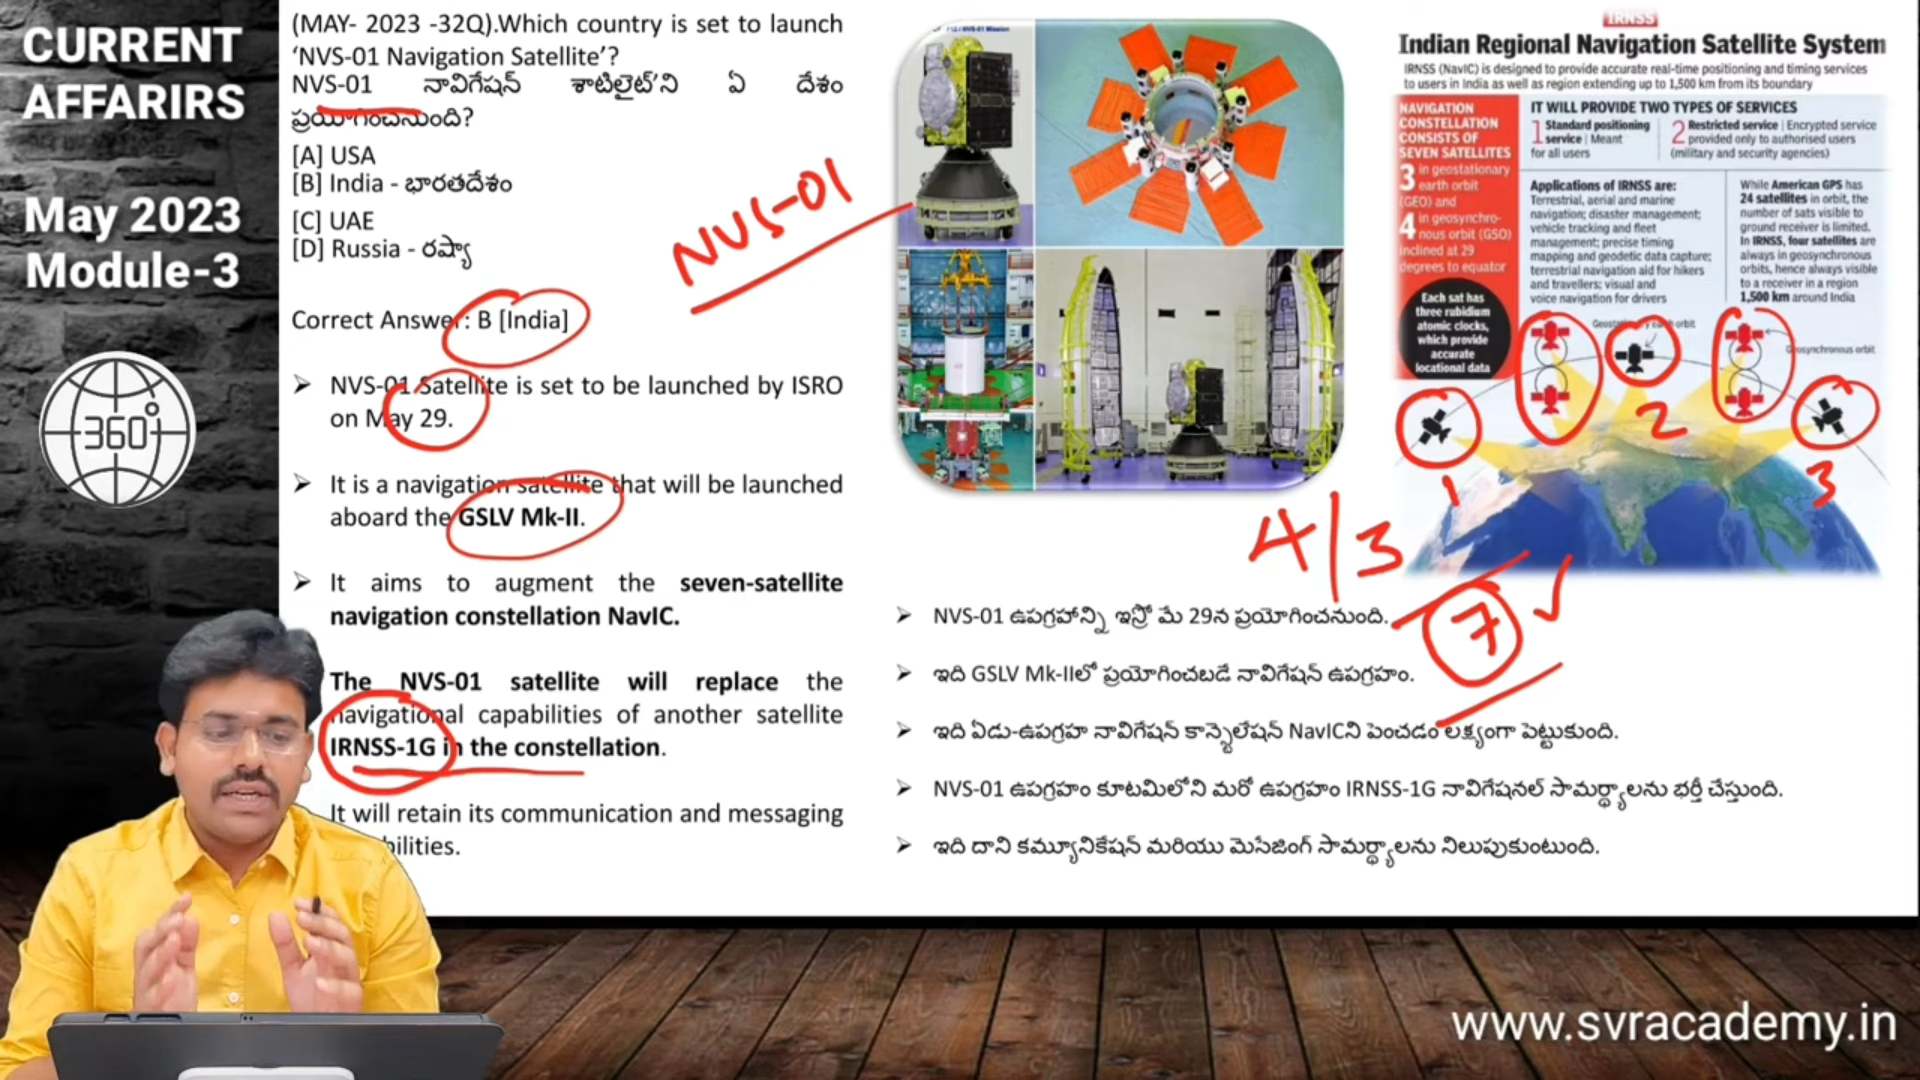 CURRENT
AFFARIRS
May 2023
Module-3
360°
(MAY- 2023 -32Q).Which country is set to launch
‘NVS-01 Navigation Satellite’?
NVS-01 నావిగేషన్ శాటిలైట్’ని ఏ దేశం
ప్రయోగించనుంది?
[A] USA
[B] India - భారతదేశం
[C] UAE
[D] Russia - రష్యా
Correct Answer: B [India]
NVS-01 Satellite is set to be launched by ISRO
on May 29.
It is a navigation satellite that will be launched
aboard the GSLV Mk-II.
It aims to augment the seven-satellite
navigation constellation NavIC.
The NVS-01 satellite will replace the
navigational capabilities of another satellite
IRNSS-1G in the constellation.
It will retain its communication and messaging
bilities.
NVS-01
NVS-01 Mission
IRNSS
Indian Regional Navigation Satellite System
IRNSS (NavIC) is designed to provide accurate real-time positioning and timing services
to users in India as well as region extending up to 1,500 km from its boundary
NAVIGATION
CONSTELLATION
CONSISTS OF
SEVEN SATELLITES
3 in geostationary
earth orbit
(GEO) and
4 in geosynchro-
nous orbit (GSO)
inclined at 29
degrees to equator
Each sat has
three rubidium
atomic clocks,
which provide
accurate
locational data
IT WILL PROVIDE TWO TYPES OF SERVICES
1 Standard positioning
service | Meant
for all users
2 Restricted service | Encrypted service
provided only to authorised users
(military and security agencies)
Applications of IRNSS are:
Terrestrial, aerial and marine
navigation; disaster management;
vehicle tracking and fleet
management; precise timing
mapping and geodetic data capture;
terrestrial navigation aid for hikers
and travellers; visual and
voice navigation for drivers
While American GPS has
24 satellites in orbit, the
number of sats visible to
ground receiver is limited.
In IRNSS, four satellites are
always in geosynchronous
orbits, hence always visible
to a receiver in a region
1,500 km around India
orbit
Geosynchronous orbit
1
2
3
4/3
7
NVS-01 ఉపగ్రహాన్ని ఇస్రో మే 29న ప్రయోగించనుంది.
ఇది GSLV Mk-IIలో ప్రయోగించబడే నావిగేషన్ ఉపగ్రహం.
ఇది ఏడు-ఉపగ్రహ నావిగేషన్ కాన్స్టెలేషన్ NavICని పెంచడం లక్ష్యంగా పెట్టుకుంది.
NVS-01 ఉపగ్రహం కూటమిలోని మరో ఉపగ్రహం IRNSS-1G నావిగేషనల్ సామర్థ్యాలను భర్తీ చేస్తుంది.
ఇది దాని కమ్యూనికేషన్ మరియు మెసేజింగ్ సామర్థ్యాలను నిలుపుకుంటుంది.
www.svracademy.in